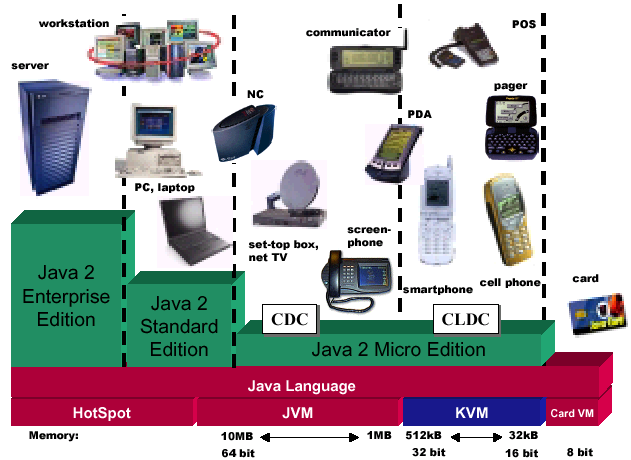 workstation
communicator
POS
server
NC
pager
PDA
PC, laptop
set-top box,
net TV
screen-
phone
smartphone
cell phone
card
Java Card
Java 2
Enterprise
Edition
Java 2
Standard
Edition
CDC
CLDC
Java 2 Micro Edition
Java Language
HotSpot
JVM
KVM
Card VM
Memory:
10MB
1MB
512kB
32kB
64 bit
32 bit
16 bit
8 bit